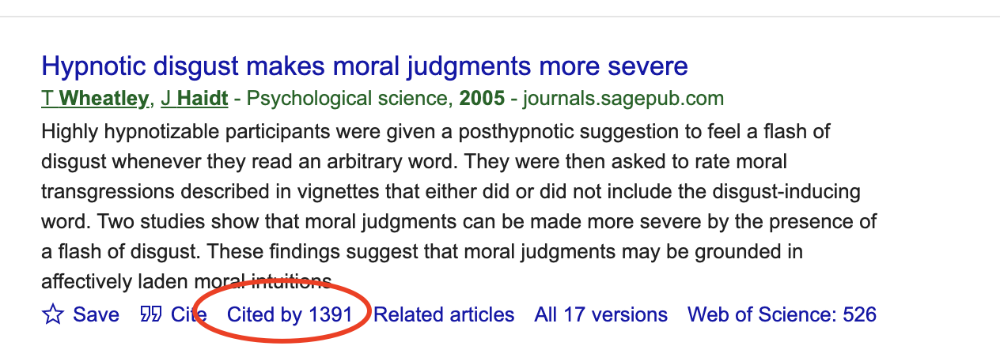 Hypnotic disgust makes moral judgments more severe
T Wheatley, J Haidt - Psychological science, 2005 - journals.sagepub.com
Highly hypnotizable participants were given a posthypnotic suggestion to feel a flash of
disgust whenever they read an arbitrary word. They were then asked to rate moral
transgressions described in vignettes that either did or did not include the disgust-inducing
word. Two studies show that moral judgments can be made more severe by the presence of
a flash of disgust. These findings suggest that moral judgments may be grounded in
affectively laden moral intuitions.
Save Cite Cited by 1391 Related articles All 17 versions Web of Science: 526